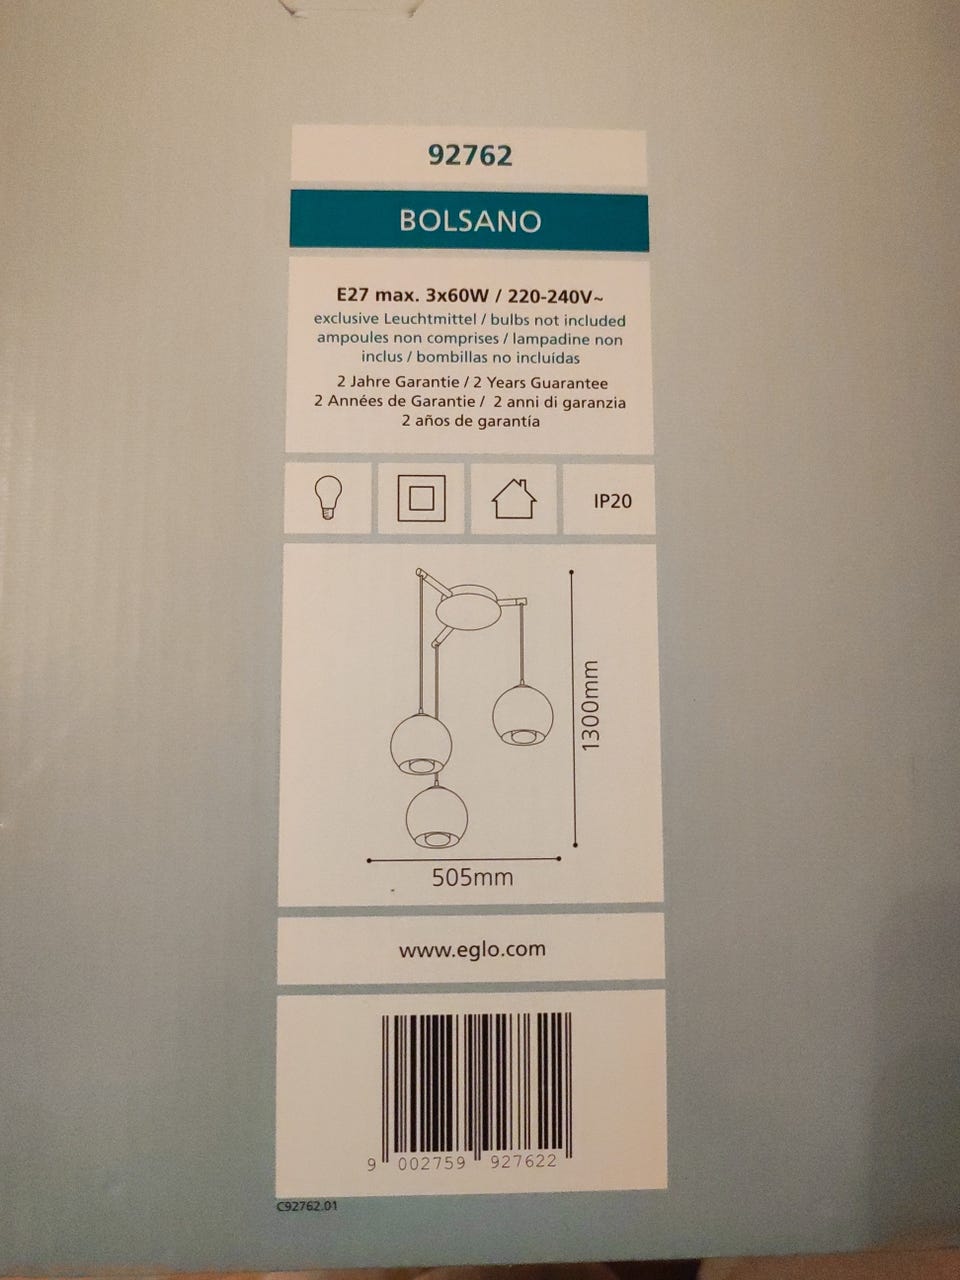 92762
BOLSANO
E27 max. 3x60W / 220-240V~
exclusive Leuchtmittel / bulbs not included
ampoules non comprises / lampadine non
inclus / bombillas no incluídas
2 Jahre Garantie / 2 Years Guarantee
2 Années de Garantie / 2 anni di garanzia
2 años de garantía
IP20
1300mm
505mm
www.eglo.com
9 002759 927622
C92762.01